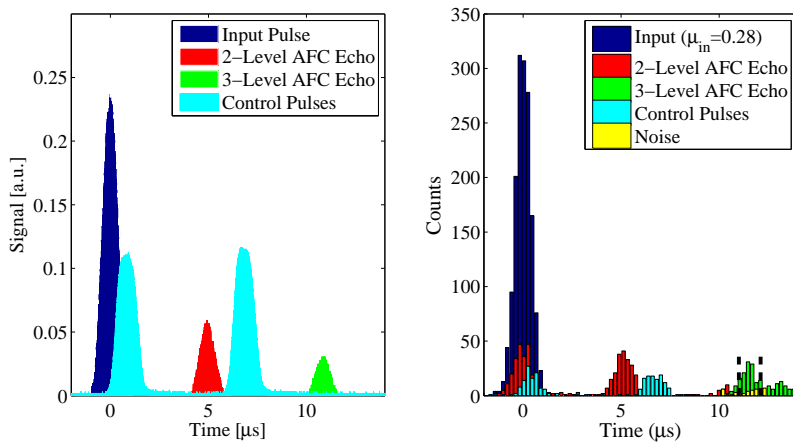 Input Pulse
2−Level AFC Echo
3−Level AFC Echo
Control Pulses
0.25
0.2
0.15
0.1
0.05
0
Signal [a.u.]
0
5
10
Time [μs]
Input (μin=0.28)
2−Level AFC Echo
3−Level AFC Echo
Control Pulses
Noise
350
300
250
200
150
100
50
0
Counts
0
5
10
Time (μs)